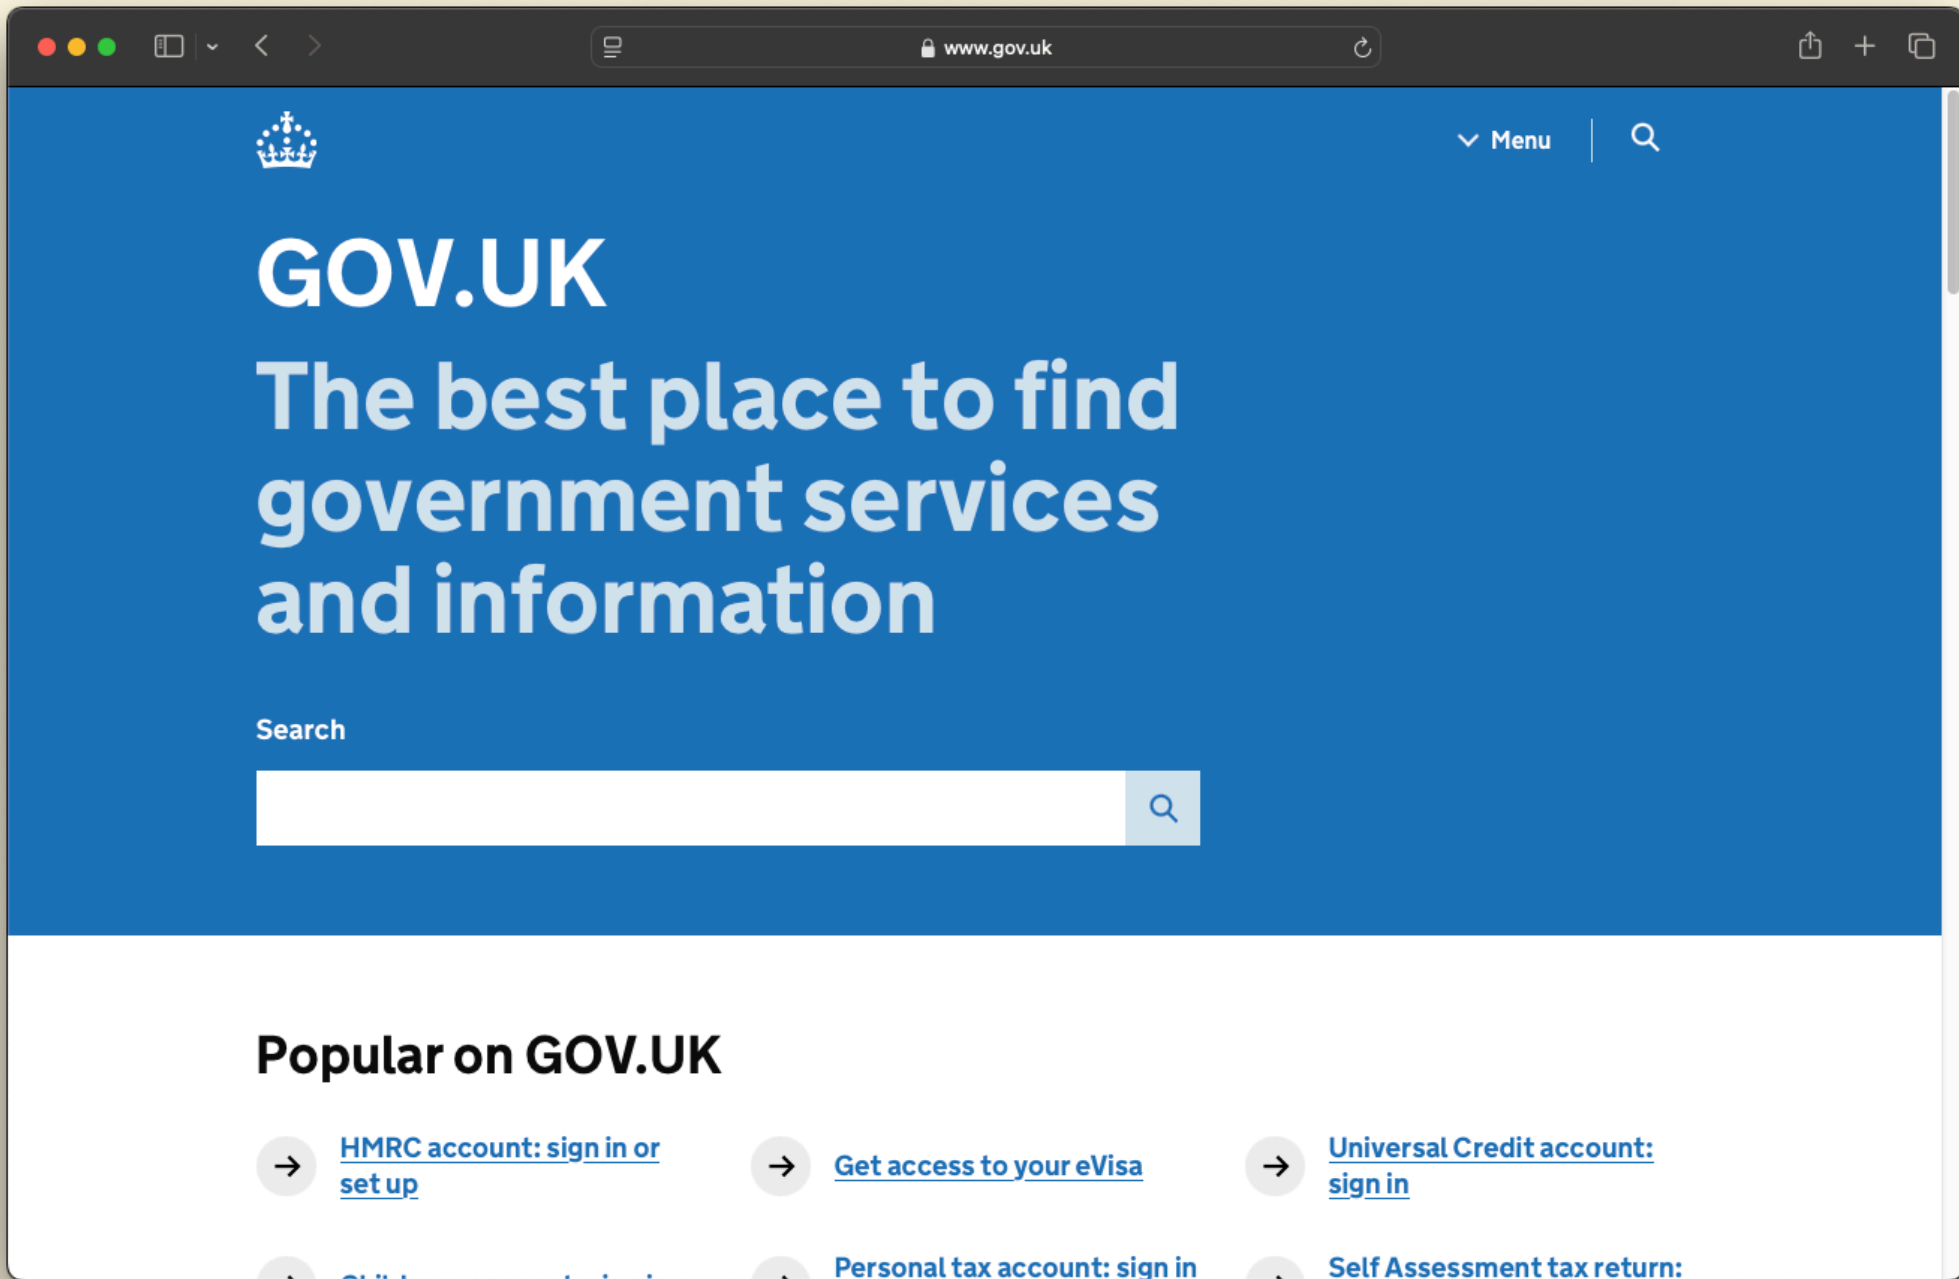 www.gov.uk
Menu
GOV.UK
The best place to find
government services
and information
Search
Popular on GOV.UK
HMRC account: sign in or
set up
Get access to your eVisa
Universal Credit account:
sign in
Personal tax account: sign in
Self Assessment tax return: